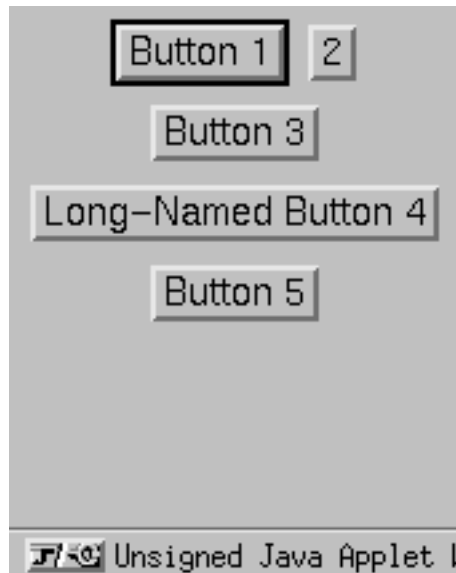 Button 1 2
Button 3
Long-Named Button 4
Button 5
Unsigned Java Applet